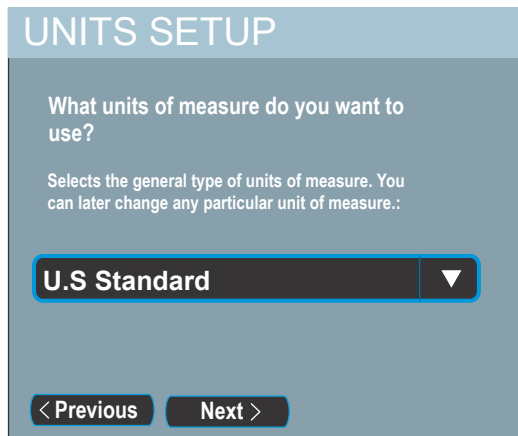 UNITS SETUP
What units of measure do you want to
use?
Selects the general type of units of measure. You
can later change any particular unit of measure.:
U.S Standard
< Previous
Next >